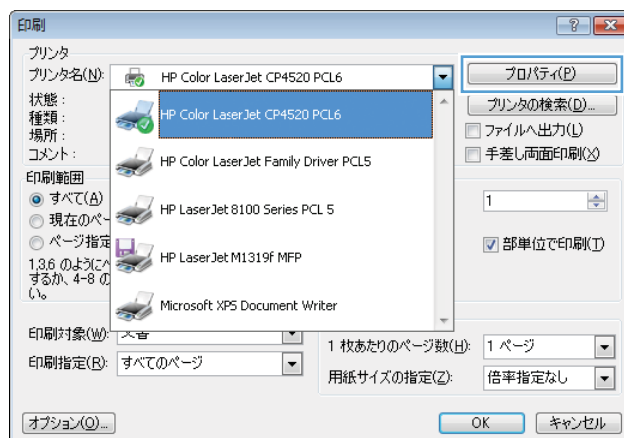 印刷
プリンタ
プリンタ名(N): HP Color LaserJet CP4520 PCL6 プロパティ(P)
状態: HP Color LaserJet CP4520 PCL6 プリンタの検索(D)...
種類:
場所: ファイルへ出力(L)
コメント: HP Color LaserJet Family Driver PCL5 手差し両面印刷(X)
印刷範囲
すべて(A) HP LaserJet 8100 Series PCL 5 1
現在のペー
ページ指定 HP LaserJet M1319f MFP 部単位で印刷(T)
1,3,6 のように
するか、4-8 の
い。 Microsoft XPS Document Writer
印刷対象(W): 文書 1 枚あたりのページ数(H): 1 ページ
印刷指定(R): すべてのページ 用紙サイズの指定(Z): 倍率指定なし
オプション(O)... OK キャンセル